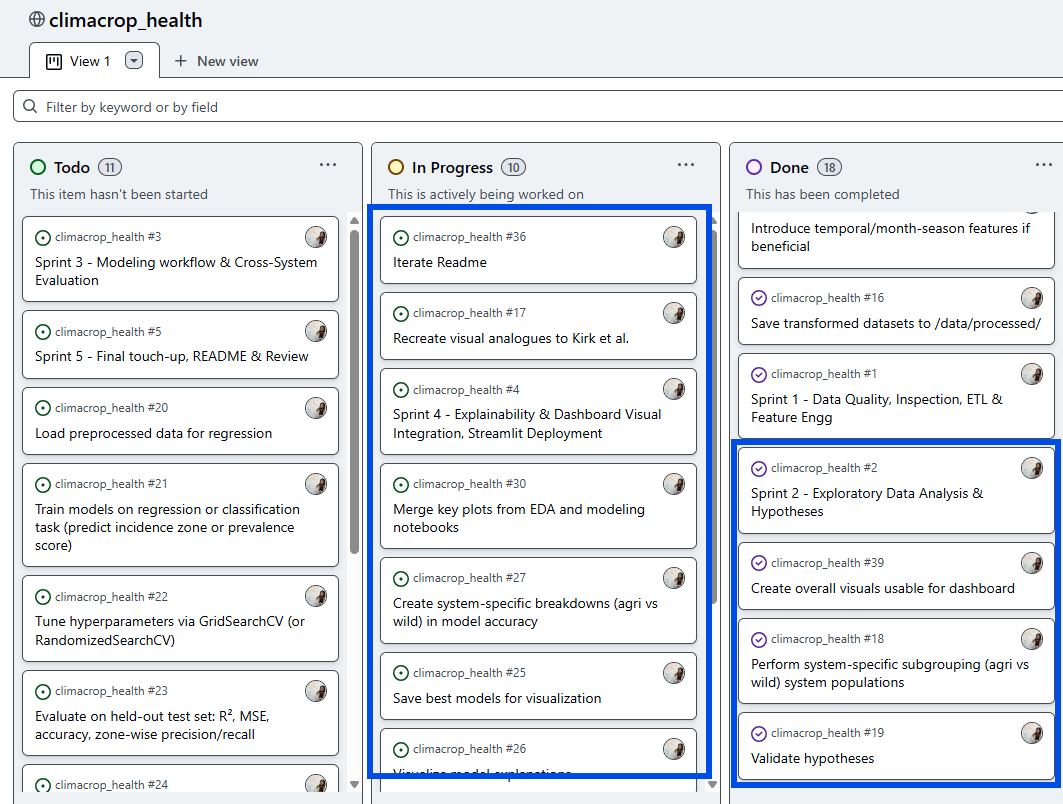 climacrop_health
View 1
New view
Filter by keyword or by field
Todo 11
This item hasn't been started
climacrop_health #3
Sprint 3 - Modeling workflow & Cross-System
Evaluation
climacrop_health #5
Sprint 5 - Final touch-up, README & Review
climacrop_health #20
Load preprocessed data for regression
climacrop_health #21
Train models on regression or classification
task (predict incidence zone or prevalence
score)
climacrop_health #22
Tune hyperparameters via GridSearchCV (or
RandomizedSearchCV)
climacrop_health #23
Evaluate on held-out test set: R², MSE,
accuracy, zone-wise precision/recall
climacrop_health #24
In Progress 10
This is actively being worked on
climacrop_health #36
Iterate Readme
climacrop_health #17
Recreate visual analogues to Kirk et al.
climacrop_health #4
Sprint 4 - Explainability & Dashboard Visual
Integration, Streamlit Deployment
climacrop_health #30
Merge key plots from EDA and modeling
notebooks
climacrop_health #27
Create system-specific breakdowns (agri vs
wild) in model accuracy
climacrop_health #25
Save best models for visualization
climacrop_health #26
Visualize model explanations
Done 18
This has been completed
Introduce temporal/month-season features if
beneficial
climacrop_health #16
Save transformed datasets to /data/processed/
climacrop_health #1
Sprint 1 - Data Quality, Inspection, ETL &
Feature Engg
climacrop_health #2
Sprint 2 - Exploratory Data Analysis &
Hypotheses
climacrop_health #39
Create overall visuals usable for dashboard
climacrop_health #18
Perform system-specific subgrouping (agri vs
wild) system populations
climacrop_health #19
Validate hypotheses